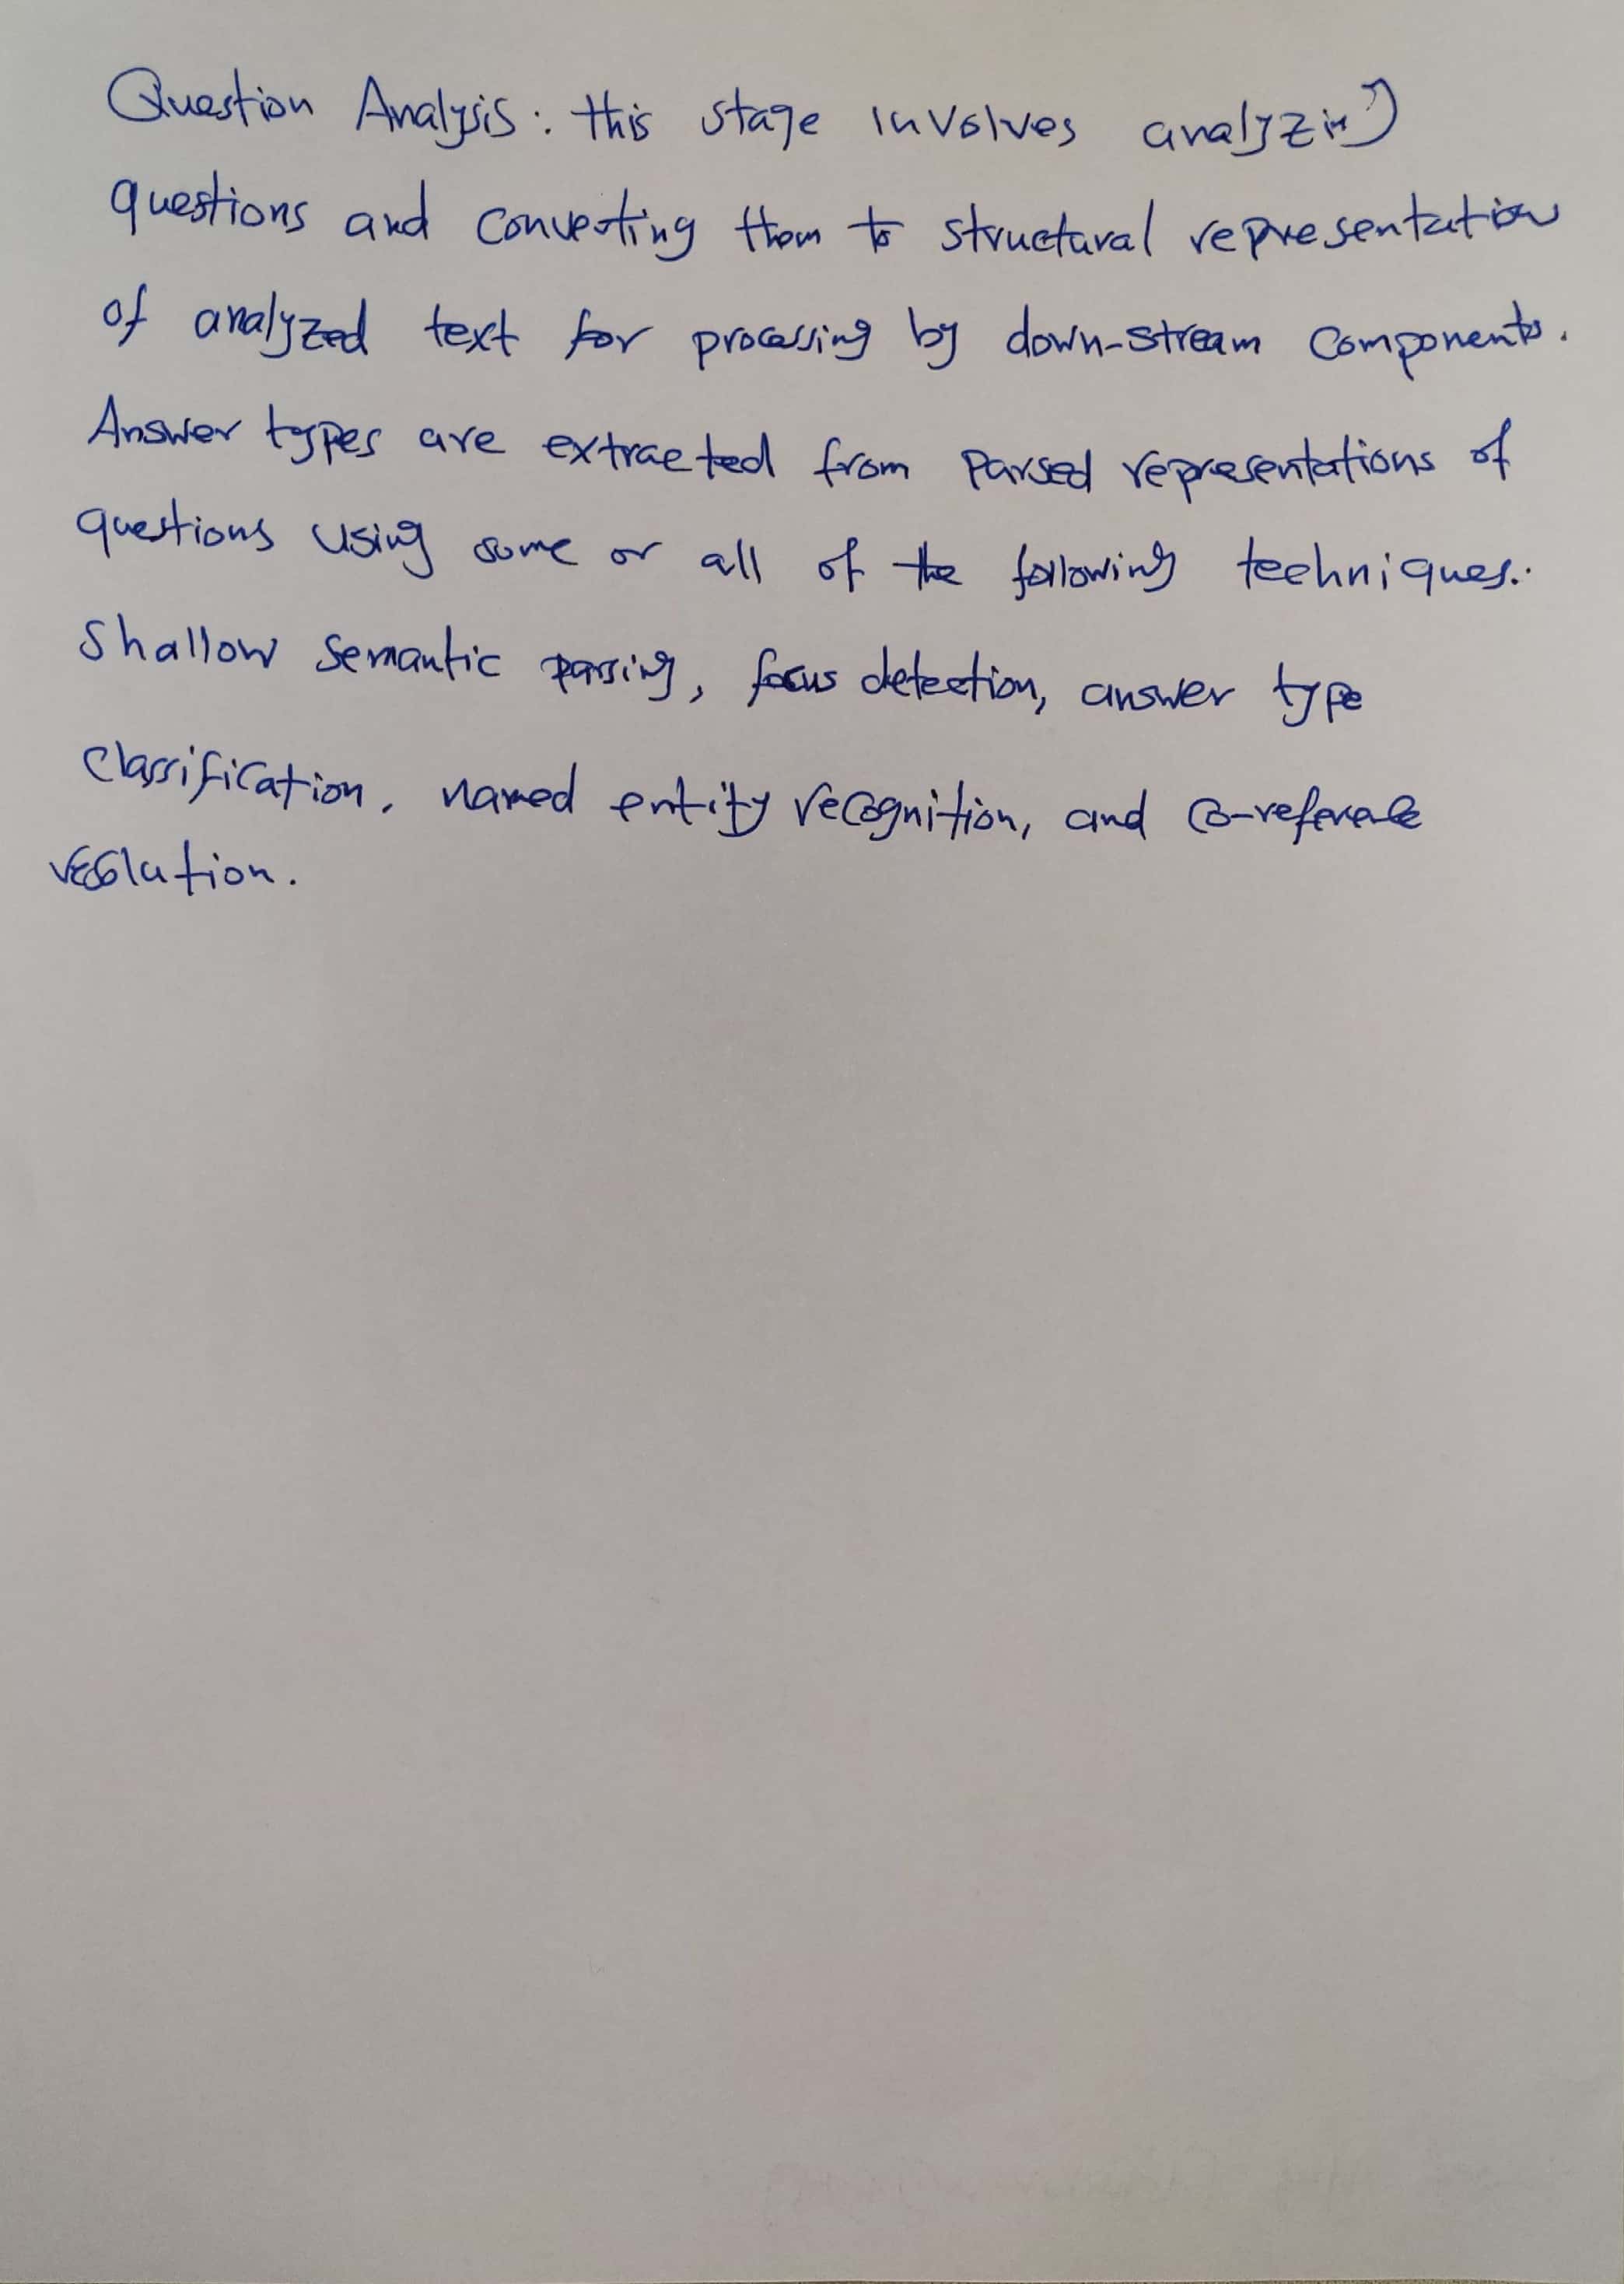 Question Analysis: this stage involves analyzing
questions and converting them to structural representation
of analyzed text for processing by down-stream components.
Answer types are extracted from parsed representations of
questions using some or all of the following techniques:
Shallow semantic parsing, focus detection, answer type
classification, named entity recognition, and co-reference
resolution.